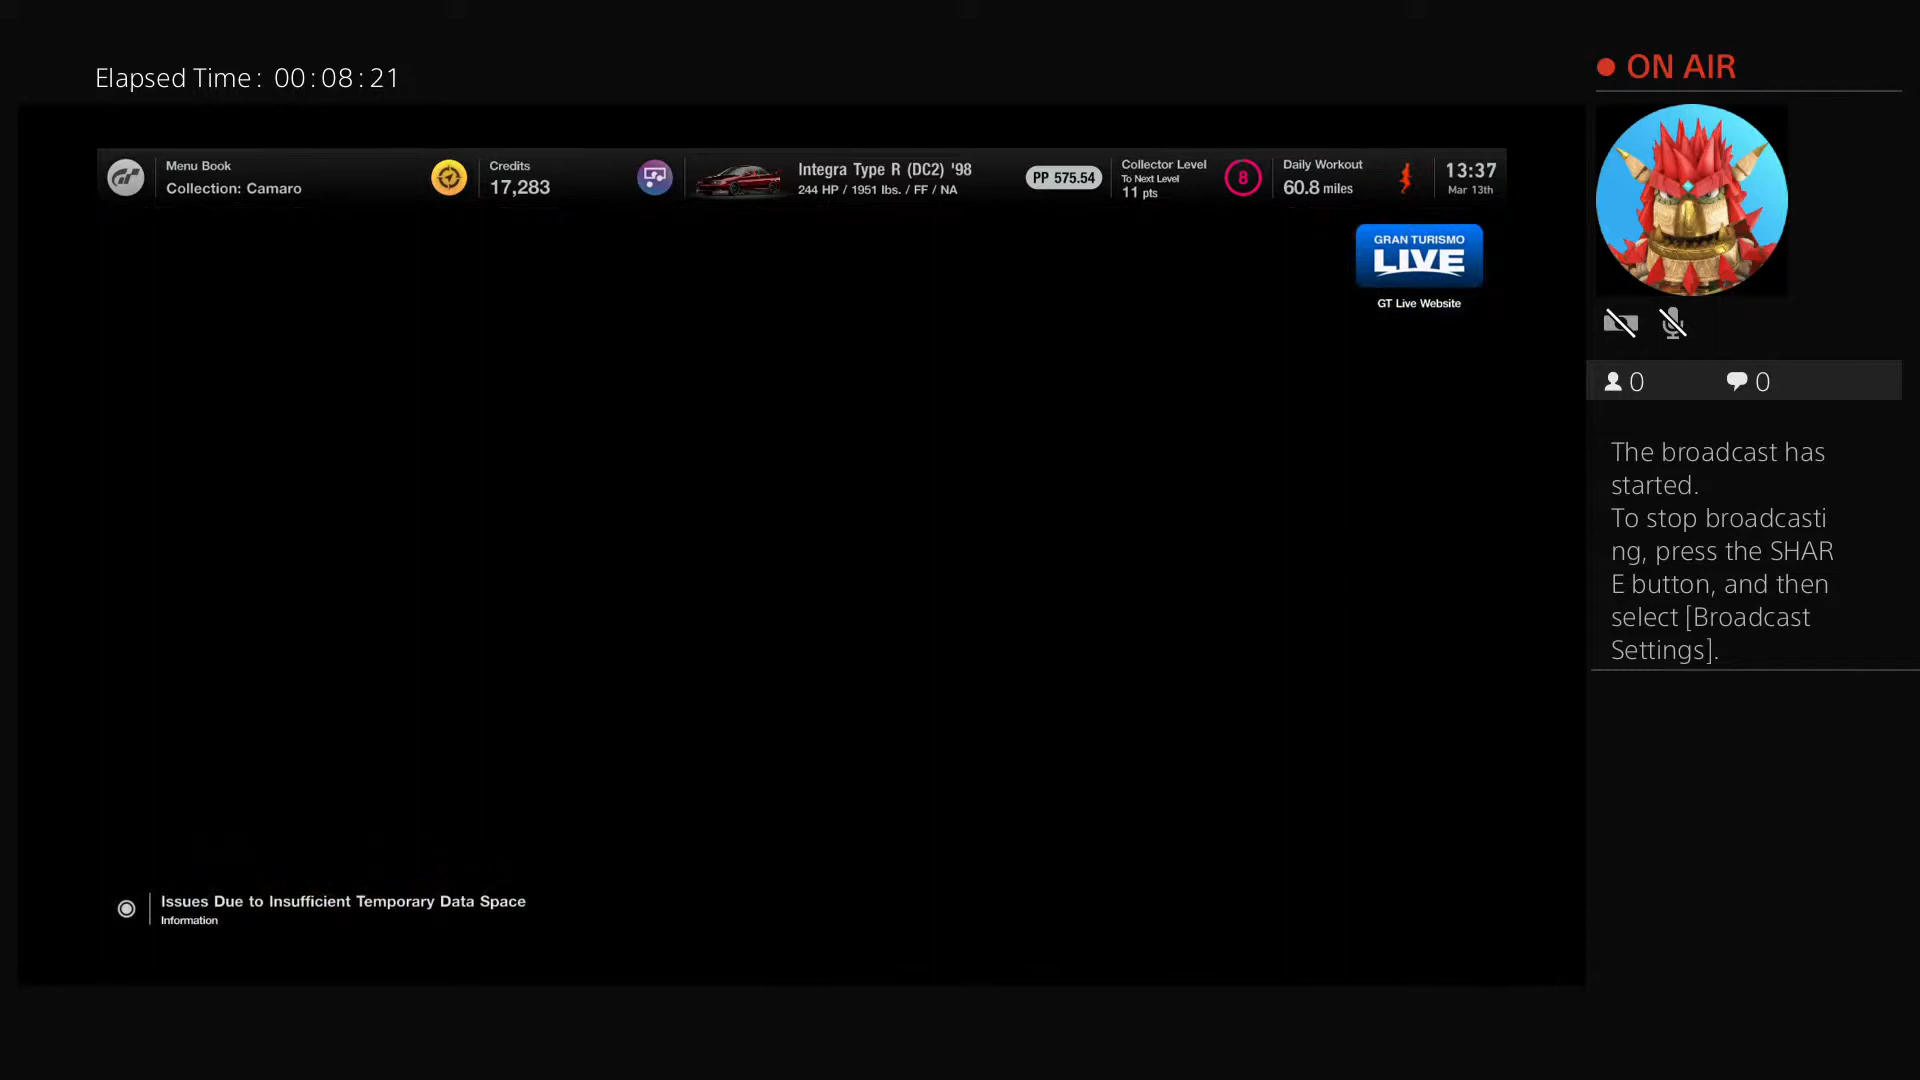 Elapsed Time: 00:08:21
ON AIR
Menu Book
Collection: Camaro
Credits
17,283
Integra Type R (DC2) '98
244 HP / 1951 lbs. / FF / NA
PP 575.54
Collector Level
To Next Level
11 pts
8
Daily Workout
60.8 miles
13:37
Mar 13th
GRAN TURISMO
LIVE
GT Live Website
0
0
The broadcast has
started.
To stop broadcasti
ng, press the SHAR
E button, and then
select [Broadcast
Settings].
Issues Due to Insufficient Temporary Data Space
Information